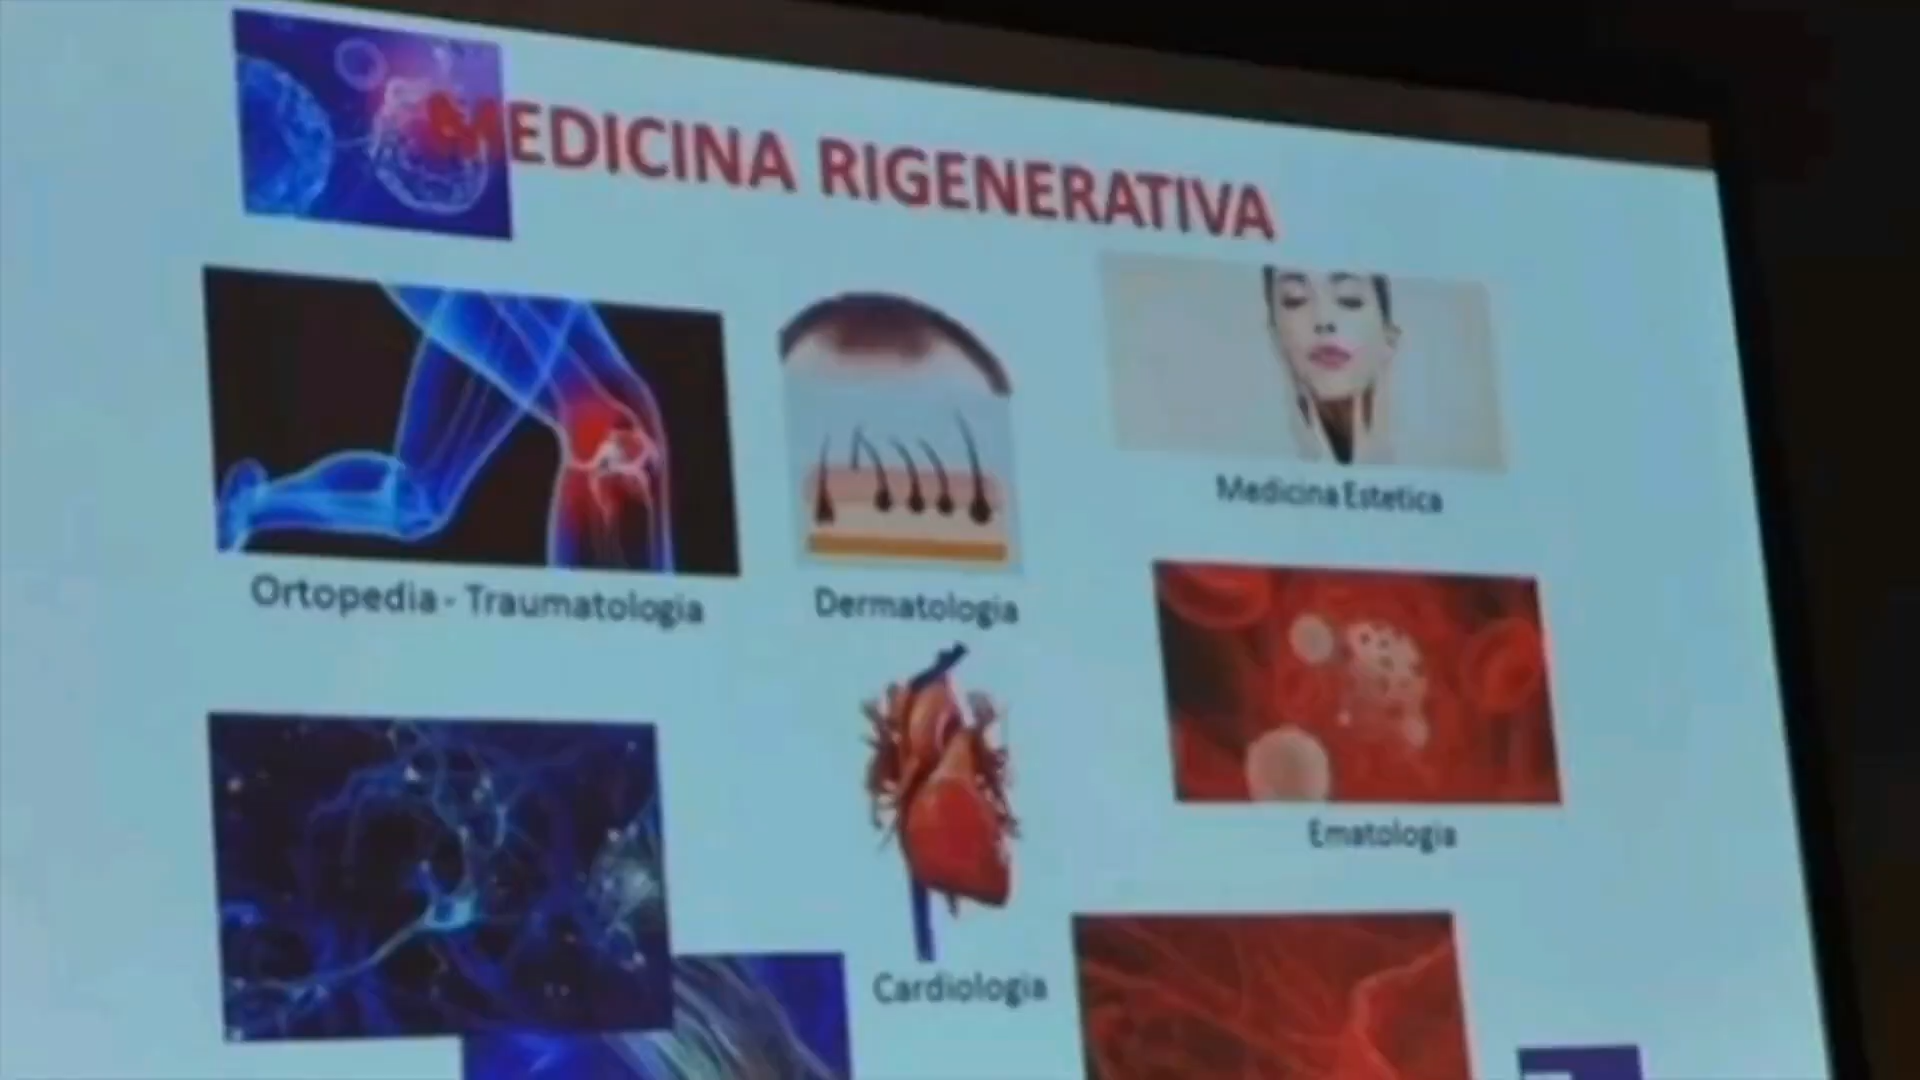 MEDICINA RIGENERATIVA
Ortopedia - Traumatologia
Dermatologia
Medicina Estetica
Ematologia
Cardiologia